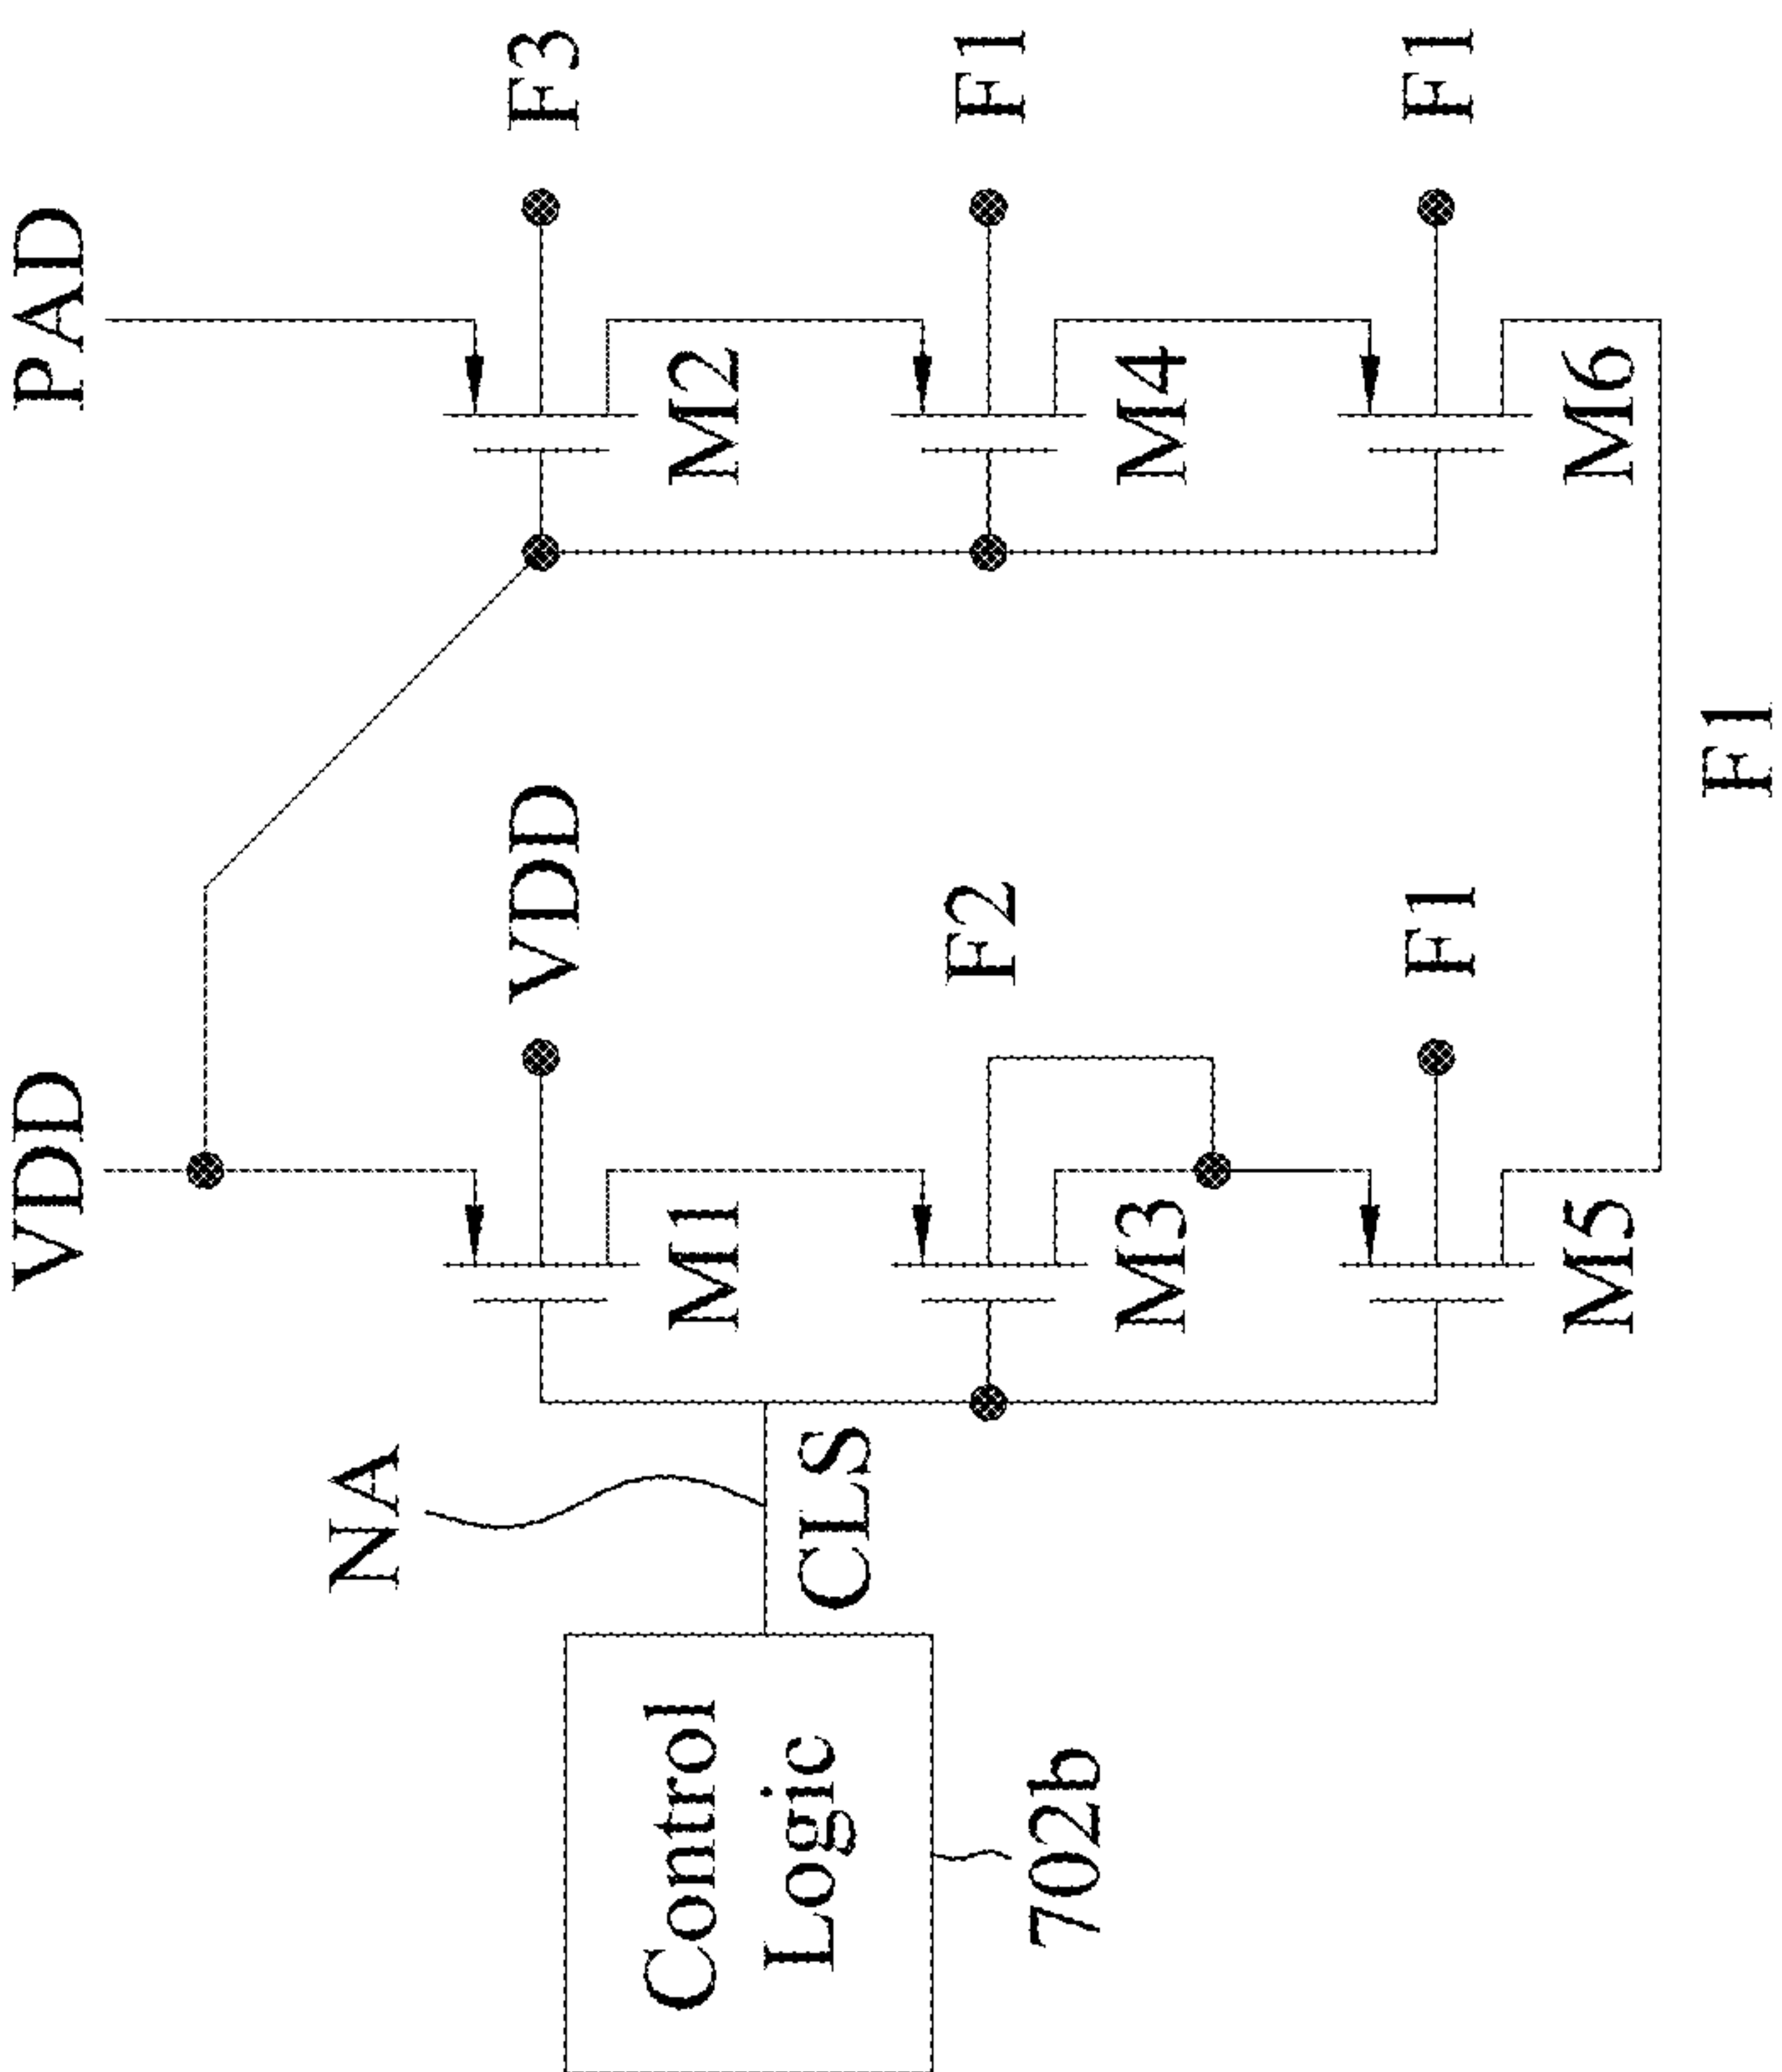 VDD
PAD
NA
VDD
F3
Control
Logic
M1
M2
CLS
F2
F1
702b
M3
M4
F1
F1
M5
M6
F1